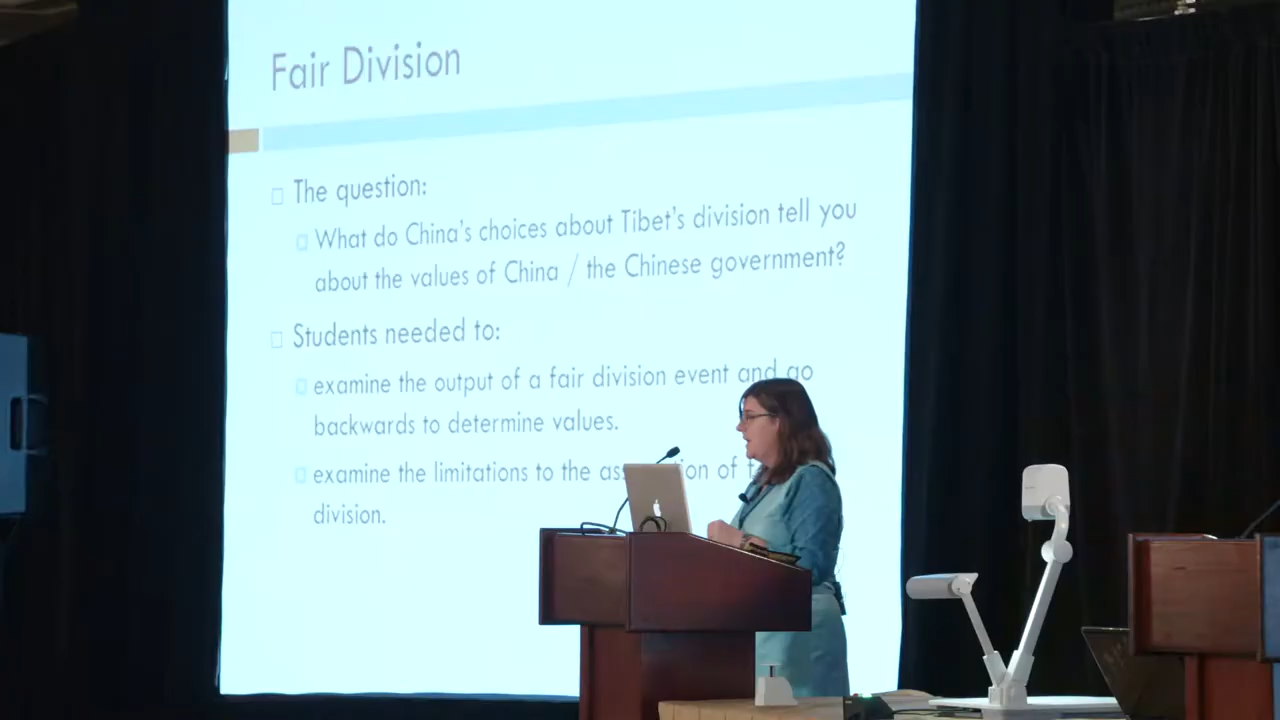 Fair Division
The question:
What do China's choices about Tibet's division tell you
about the values of China / the Chinese government?
Students needed to:
examine the output of a fair division event and go
backwards to determine values.
examine the limitations to the of
division.